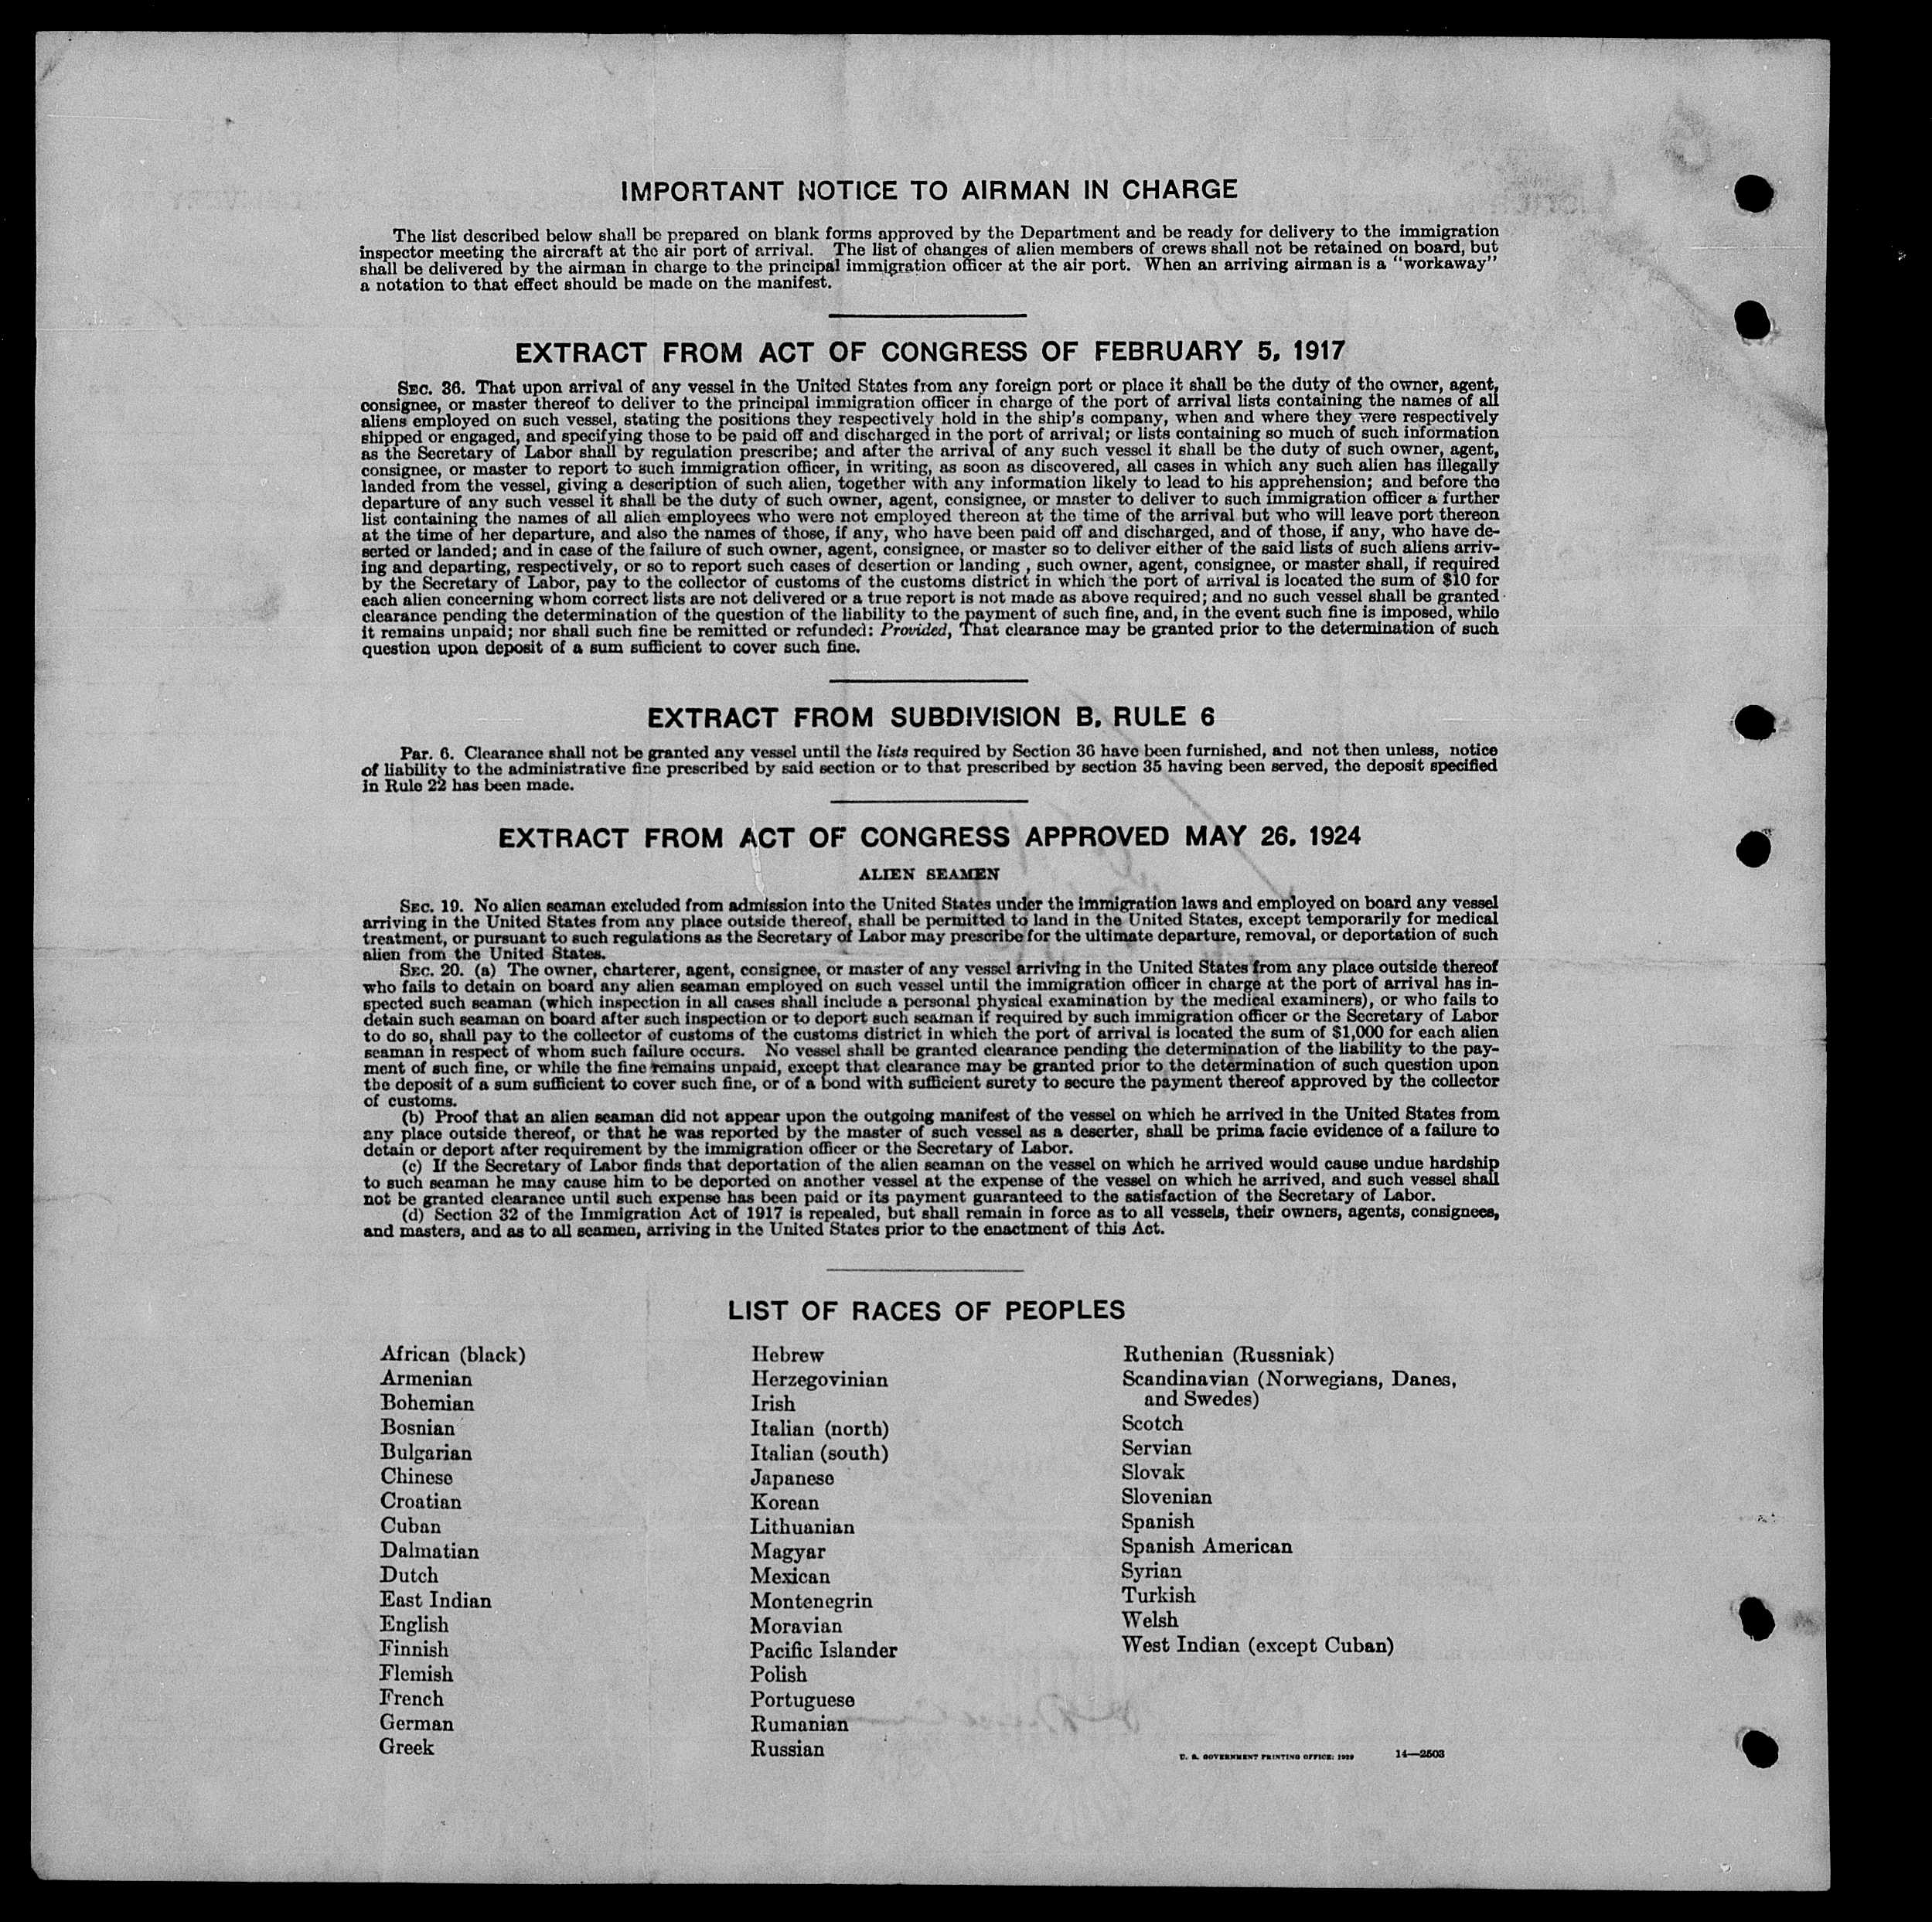 IMPORTANT NOTICE TO AIRMAN IN CHARGE
The list described below shall be prepared on blank forms approved by the Department and be ready for delivery to the immigration
inspector meeting the aircraft at the air port of arrival. The list of changes of alien members of crews shall not be retained on board, but
shall be delivered by the airman in charge to the principal immigration officer at the air port. When an arriving airman is a "workaway"
a notation to that effect should be made on the manifest.
EXTRACT FROM ACT OF CONGRESS OF FEBRUARY 5, 1917
SEC. 36. That upon arrival of any vessel in the United States from any foreign port or place it shall be the duty of the owner, agent,
consignee, or master thereof to deliver to the principal immigration officer in charge of the port of arrival lists containing the names of all
aliens employed on such vessel, stating the positions they respectively hold in the ship's company, when and where they were respectively
shipped or engaged, and specifying those to be paid off and discharged in the port of arrival; or lists containing so much of such information
as the Secretary of Labor shall by regulation prescribe; and after the arrival of any such vessel it shall be the duty of such owner, agent,
consignee, or master to report to such immigration officer, in writing, as soon as discovered, all cases in which any such alien has illegally
landed from the vessel, giving a description of such alien, together with any information likely to lead to his apprehension; and before the
departure of any such vessel it shall be the duty of such owner, agent, consignee, or master to deliver to such immigration officer a further
list containing the names of all alien employees who were not employed thereon at the time of the arrival but who will leave port thereon
at the time of her departure, and also the names of those, if any, who have been paid off and discharged, and of those, if any, who have de-
serted or landed; and in case of the failure of such owner, agent, consignee, or master so to deliver either of the said lists of such aliens arriv-
ing and departing, respectively, or so to report such cases of desertion or landing , such owner, agent, consignee, or master shall, if required
by the Secretary of Labor, pay to the collector of customs of the customs district in which the port of arrival is located the sum of $10 for
each alien concerning whom correct lists are not delivered or a true report is not made as above required; and no such vessel shall be granted
clearance pending the determination of the question of the liability to the payment of such fine, and, in the event such fine is imposed, while
it remains unpaid; nor shall such fine be remitted or refunded: Provided, That clearance may be granted prior to the determination of such
question upon deposit of a sum sufficient to cover such fine.
EXTRACT FROM SUBDIVISION B, RULE 6
Par. 6. Clearance shall not be granted any vessel until the lists required by Section 36 have been furnished, and not then unless, notice
of liability to the administrative fine prescribed by said section or to that prescribed by section 35 having been served, the deposit specified
in Rule 22 has been made.
EXTRACT FROM ACT OF CONGRESS APPROVED MAY 26, 1924
ALIEN SEAMEN
SEC. 19. No alien seaman excluded from admission into the United States under the immigration laws and employed on board any vessel
arriving in the United States from any place outside thereof, shall be permitted to land in the United States, except temporarily for medical
treatment, or pursuant to such regulations as the Secretary of Labor may prescribe for the ultimate departure, removal, or deportation of such
alien from the United States.
SEC. 20. (a) The owner, charterer, agent, consignee, or master of any vessel arriving in the United States from any place outside thereof
who fails to detain on board any alien seaman employed on such vessel until the immigration officer in charge at the port of arrival has in-
spected such seaman (which inspection in all cases shall include a personal physical examination by the medical examiners), or who fails to
detain such seaman on board after such inspection or to deport such seaman if required by such immigration officer or the Secretary of Labor
to do so, shall pay to the collector of customs of the customs district in which the port of arrival is located the sum of $1,000 for each alien
seaman in respect of whom such failure occurs. No vessel shall be granted clearance pending the determination of the liability to the pay-
ment of such fine, or while the fine remains unpaid, except that clearance may be granted prior to the determination of such question upon
the deposit of a sum sufficient to cover such fine, or of a bond with sufficient surety to secure the payment thereof approved by the collector
of customs.
(b) Proof that an alien seaman did not appear upon the outgoing manifest of the vessel on which he arrived in the United States from
any place outside thereof, or that he was reported by the master of such vessel as a deserter, shall be prima facie evidence of a failure to
detain or deport after requirement by the immigration officer or the Secretary of Labor.
(c) If the Secretary of Labor finds that deportation of the alien seaman on the vessel on which he arrived would cause undue hardship
to such seaman he may cause him to be deported on another vessel at the expense of the vessel on which he arrived, and such vessel shall
not be granted clearance until such expense has been paid or its payment guaranteed to the satisfaction of the Secretary of Labor.
(d) Section 32 of the Immigration Act of 1917 is repealed, but shall remain in force as to all vessels, their owners, agents, consignees,
and masters, and as to all seamen, arriving in the United States prior to the enactment of this Act.
LIST OF RACES OF PEOPLES
African (black)
Armenian
Bohemian
Bosnian
Bulgarian
Chinese
Croatian
Cuban
Dalmatian
Dutch
East Indian
English
Finnish
Flemish
French
German
Greek
Hebrew
Herzegovinian
Irish
Italian (north)
Italian (south)
Japanese
Korean
Lithuanian
Magyar
Mexican
Montenegrin
Moravian
Pacific Islander
Polish
Portuguese
Rumanian
Russian
Ruthenian (Russniak)
Scandinavian (Norwegians, Danes,
and Swedes)
Scotch
Servian
Slovak
Slovenian
Spanish
Spanish American
Syrian
Turkish
Welsh
West Indian (except Cuban)
U. S. GOVERNMENT PRINTING OFFICE: 1929 14—2503